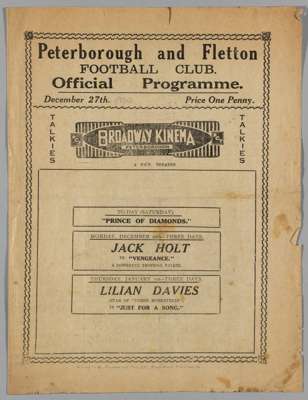 Peterborough and Fletton
FOOTBALL CLUB.
Official Programme.
December 27th.
Price One Penny.
TALKIES
TALKIES
BROADWAY KINEMA
PETERBOROUGH
TO-DAY (SATURDAY)
"PRINCE OF DIAMONDS."
MONDAY, DECEMBER THREE DAYS.
JACK HOLT
in "VENGEANCE."
THURSDAY, JANUARY THREE DAYS.
LILIAN DAVIES
in "JUST FOR A SONG."